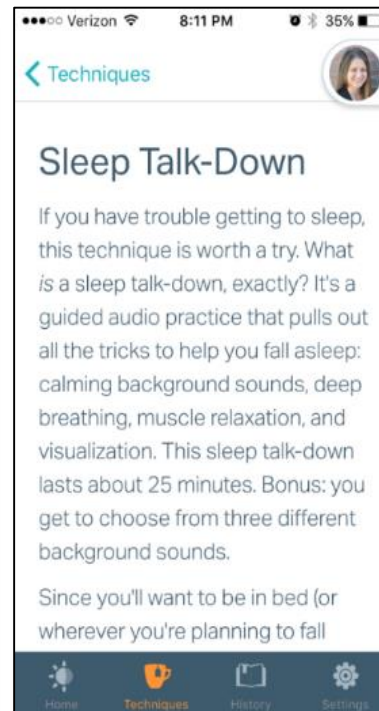 Verizon 8:11 PM 35%
Techniques
Sleep Talk-Down
If you have trouble getting to sleep,
this technique is worth a try. What
is a sleep talk-down, exactly? It's a
guided audio practice that pulls out
all the tricks to help you fall asleep:
calming background sounds, deep
breathing, muscle relaxation, and
visualization. This sleep talk-down
lasts about 25 minutes. Bonus: you
get to choose from three different
background sounds.
Since you'll want to be in bed (or
wherever you're planning to fall
Home Techniques History Settings